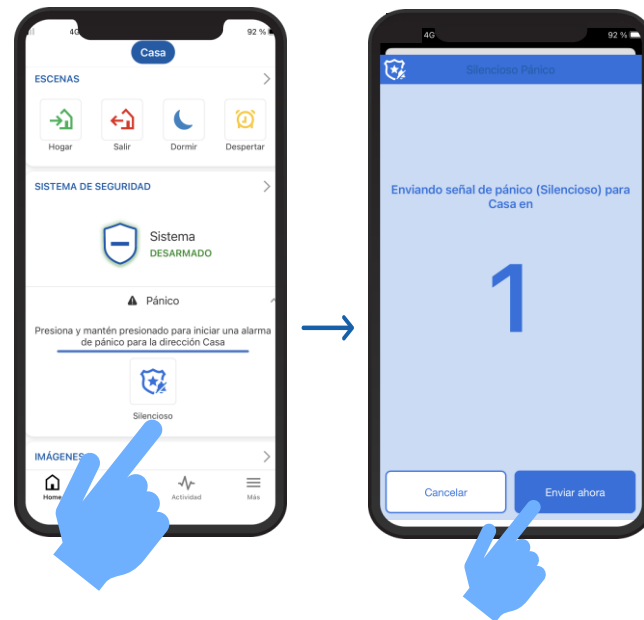 4G
92 %
Casa
ESCENAS
Hogar
Salir
Dormir
Despertar
SISTEMA DE SEGURIDAD
Sistema
DESARMADO
Pánico
Presiona y mantén presionado para iniciar una alarma
de pánico para la dirección Casa
Silencioso
IMÁGENES
Home
Actividad
Más
4G
92 %
Silencioso Pánico
Enviando señal de pánico (Silencioso) para
Casa en
1
Cancelar
Enviar ahora